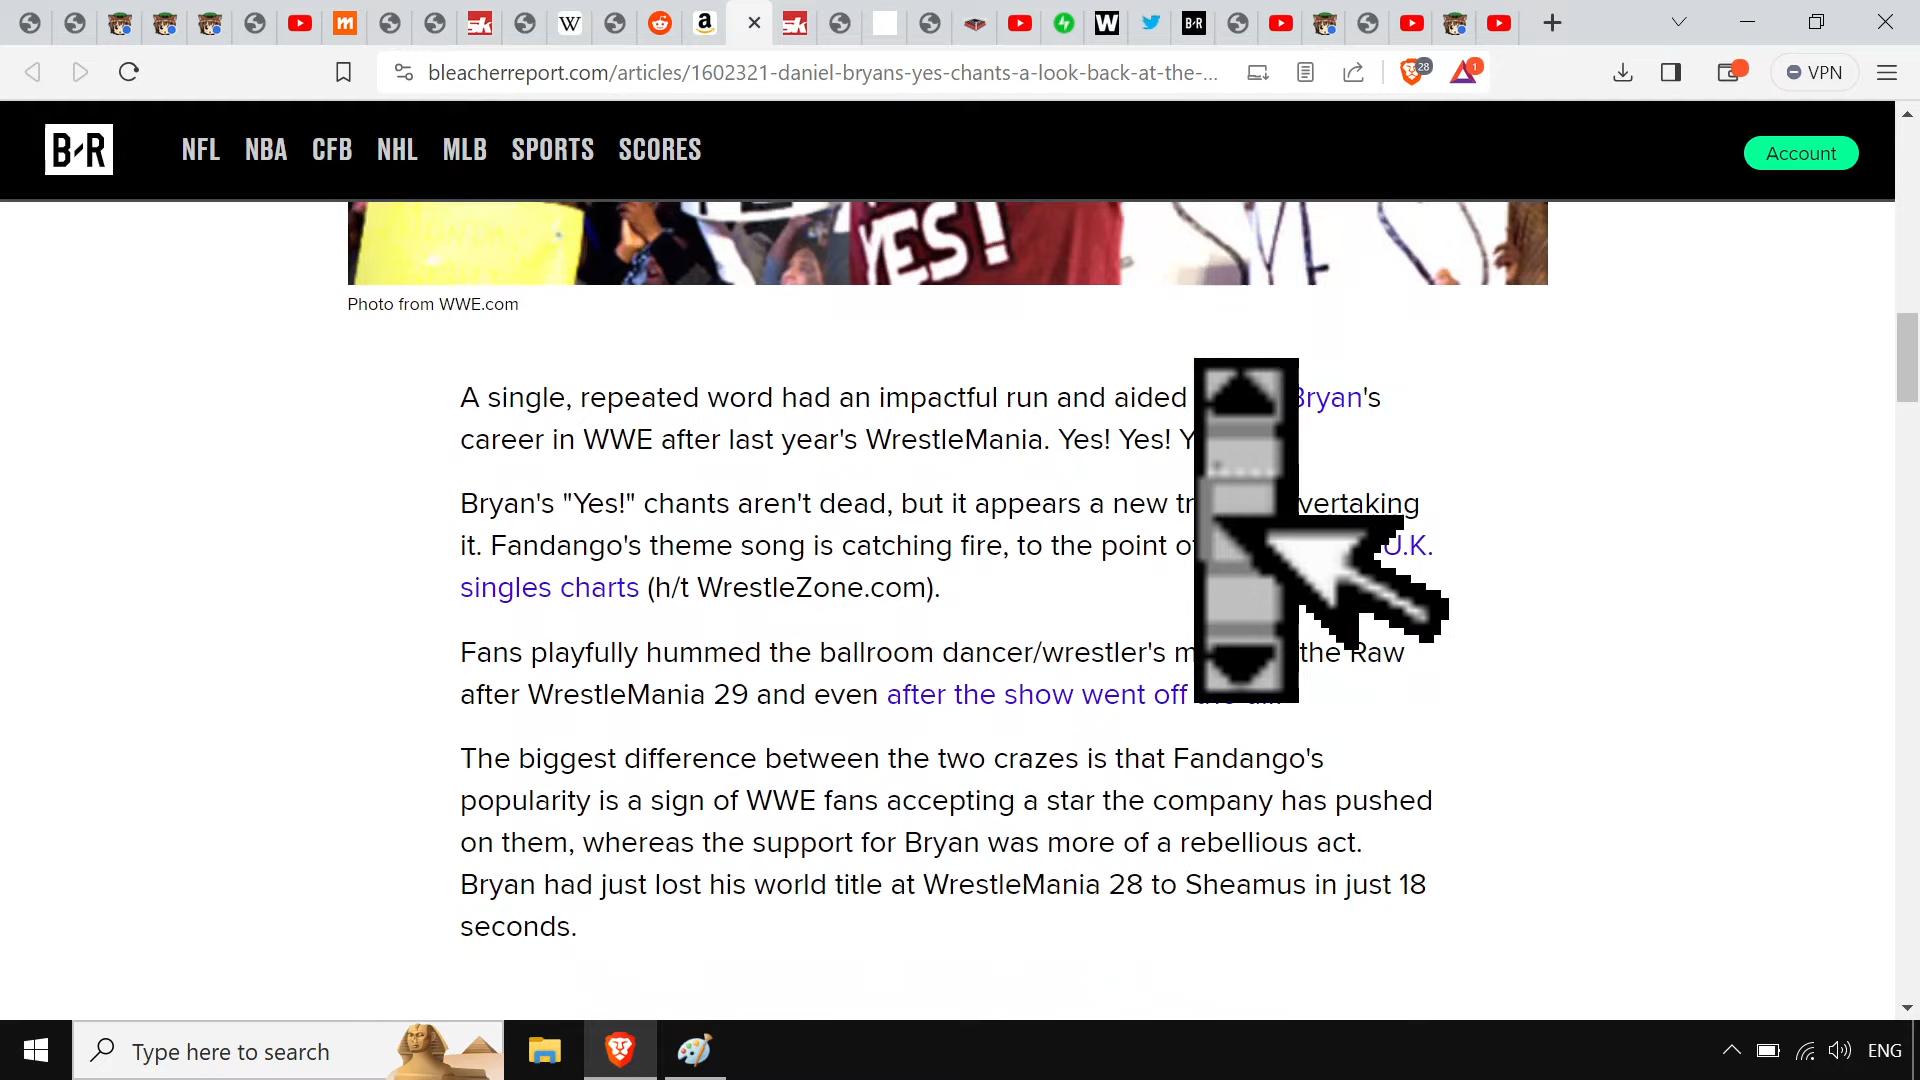 bleacherreport.com/articles/1602321-daniel-bryans-yes-chants-a-look-back-at-the-...
28
1
VPN
B/R
NFL NBA CFB NHL MLB SPORTS SCORES
Account
YES!
YES
Photo from WWE.com
A single, repeated word had an impactful run and aided Bryan's
career in WWE after last year's WrestleMania. Yes! Yes! Y
Bryan's "Yes!" chants aren't dead, but it appears a new tr vertaking
it. Fandango's theme song is catching fire, to the point of U.K.
singles charts (h/t WrestleZone.com).
Fans playfully hummed the ballroom dancer/wrestler's m the Raw
after WrestleMania 29 and even after the show went off
The biggest difference between the two crazes is that Fandango's
popularity is a sign of WWE fans accepting a star the company has pushed
on them, whereas the support for Bryan was more of a rebellious act.
Bryan had just lost his world title at WrestleMania 28 to Sheamus in just 18
seconds.
Type here to search
ENG